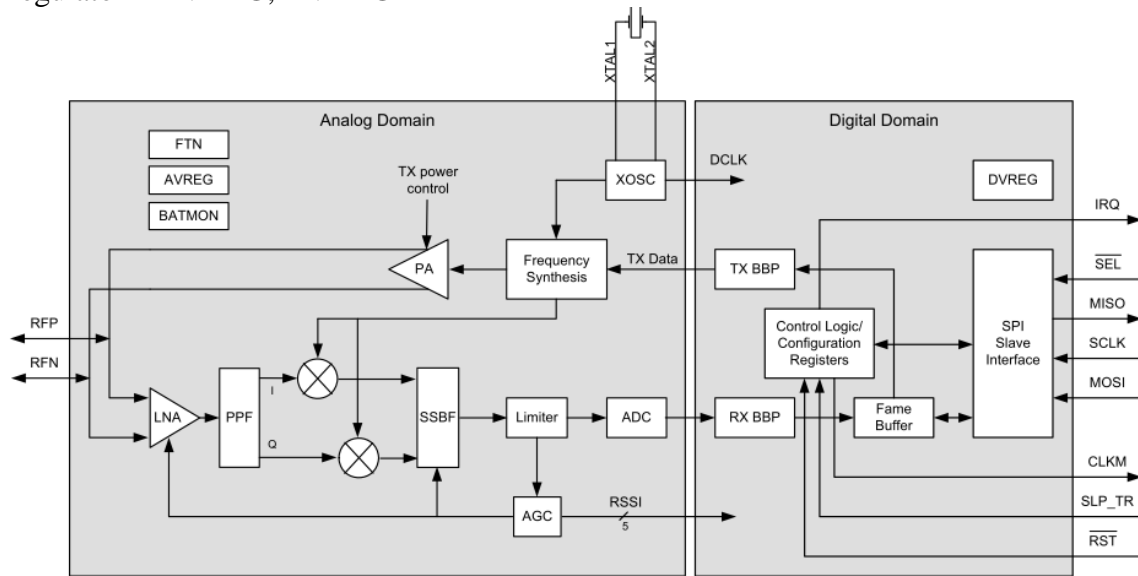 XTAL1
XTAL2
Analog Domain
Digital Domain
FTN
AVREG
BATMON
TX power
control
XOSC
DCLK
DVREG
IRQ
PA
Frequency
Synthesis
TX Data
TX BBP
SEL
MISO
SCLK
MOSI
RFP
RFN
Control Logic/
Configuration
Registers
SPI
Slave
Interface
LNA
PPF
I
Q
SSBF
Limiter
ADC
RX BBP
Fame
Buffer
AGC
RSSI
5
CLKM
SLP_TR
RST